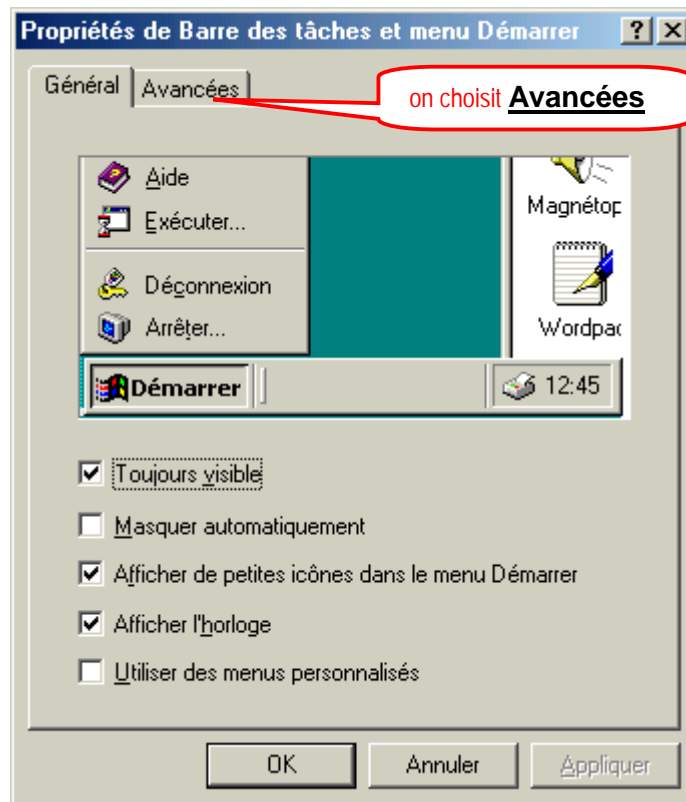 Propriétés de Barre des tâches et menu Démarrer
Général Avancées
on choisit Avancées
Aide
Exécuter...
Déconnexion
Arrêter...
Magnétop
Wordpac
Démarrer 12:45
Toujours visible
Masquer automatiquement
Afficher de petites icônes dans le menu Démarrer
Afficher l'horloge
Utiliser des menus personnalisés
OK Annuler Appliquer